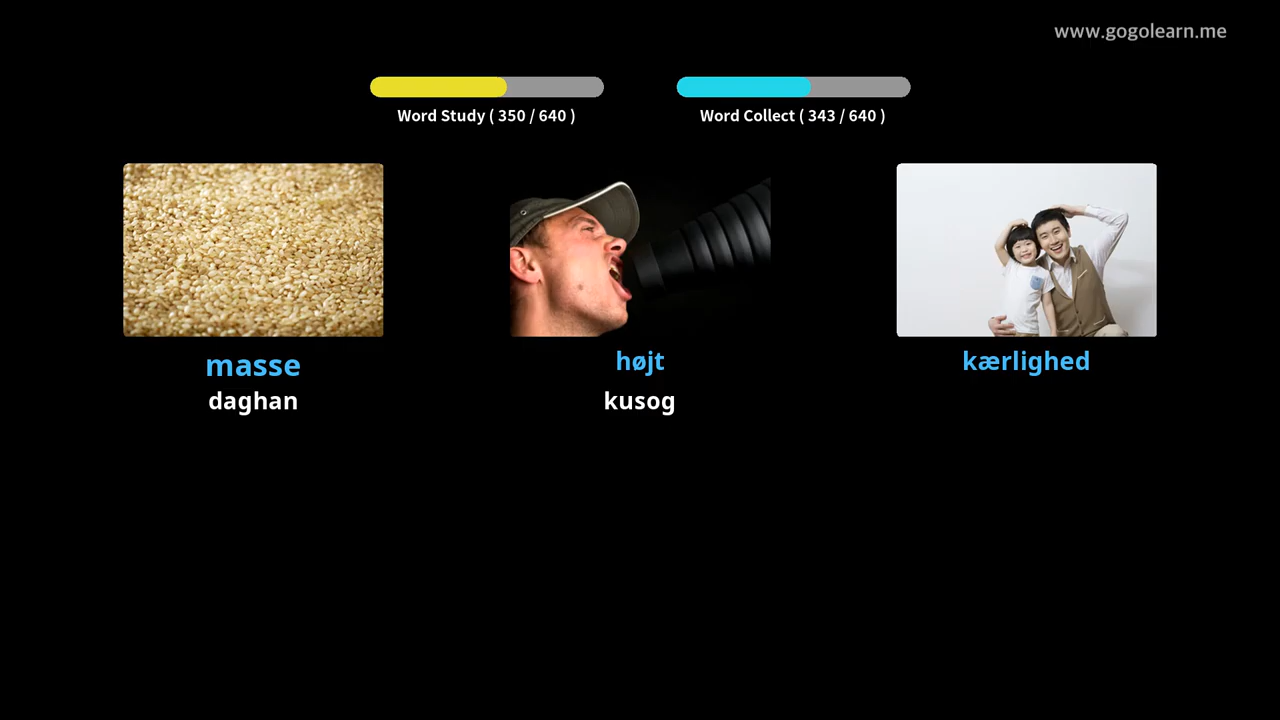 www.gogolearn.me
Word Study ( 350 / 640 )
Word Collect ( 343 / 640 )
masse
højt
kærlighed
daghan
kusog